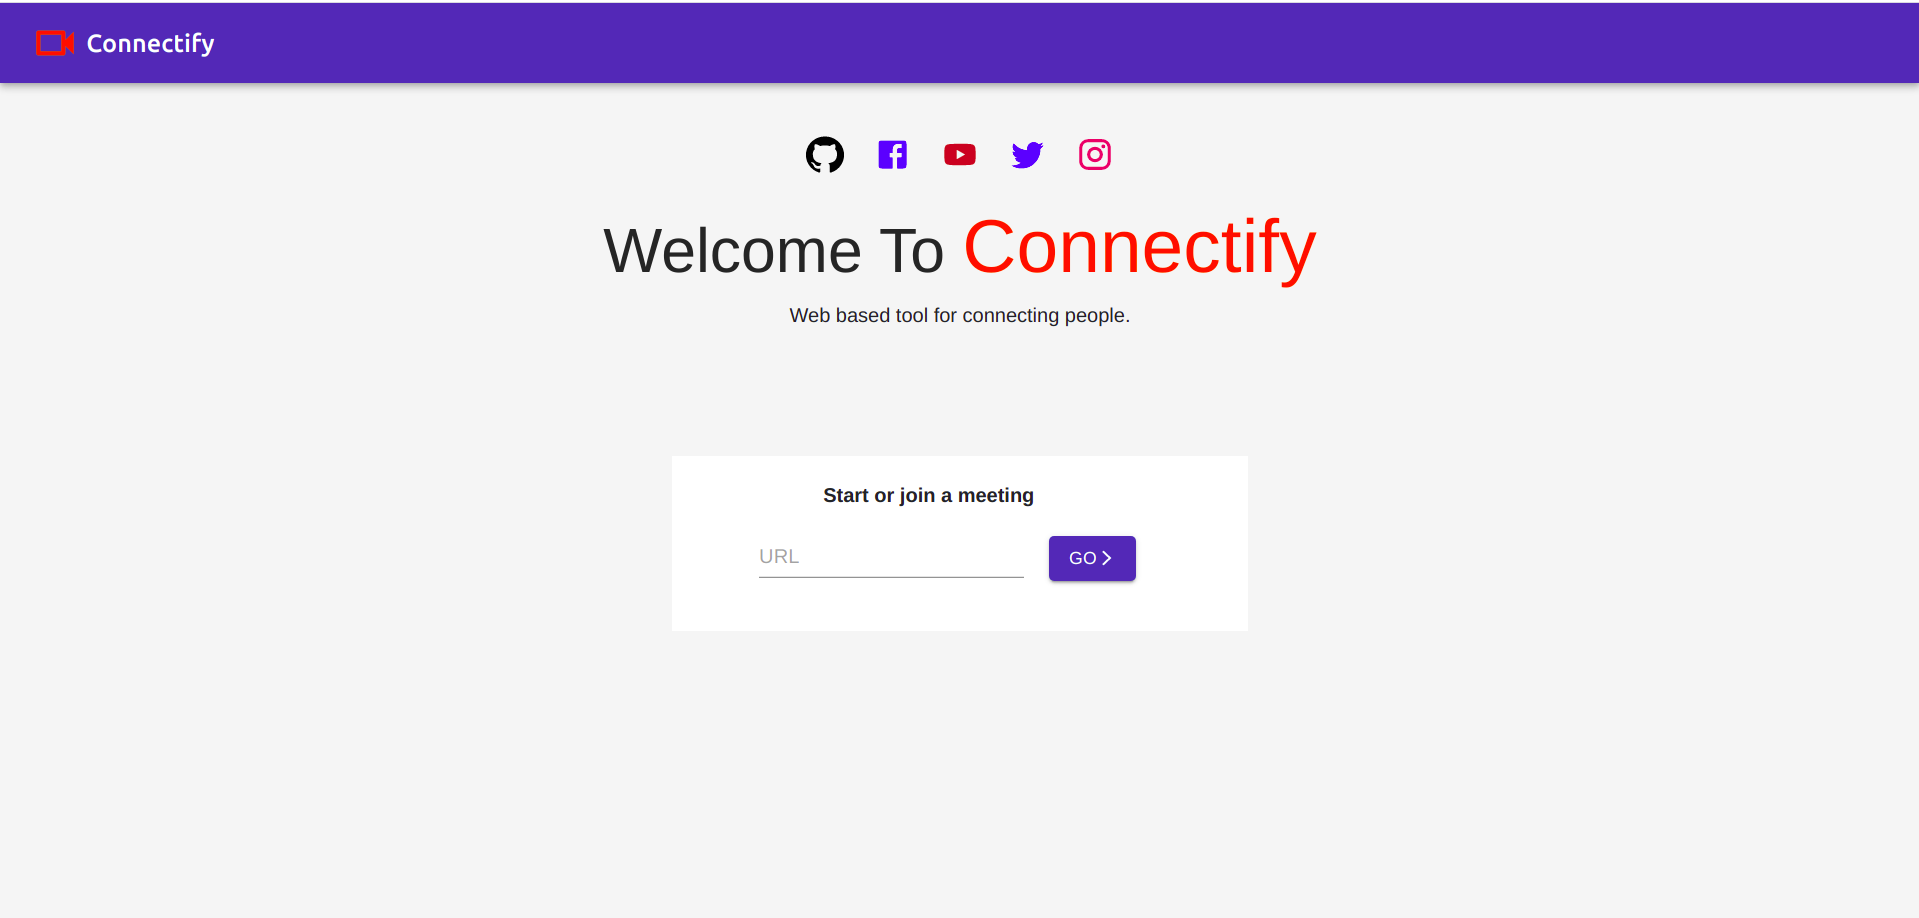 Connectify
Welcome To Connectify
Web based tool for connecting people.
Start or join a meeting
URL
GO